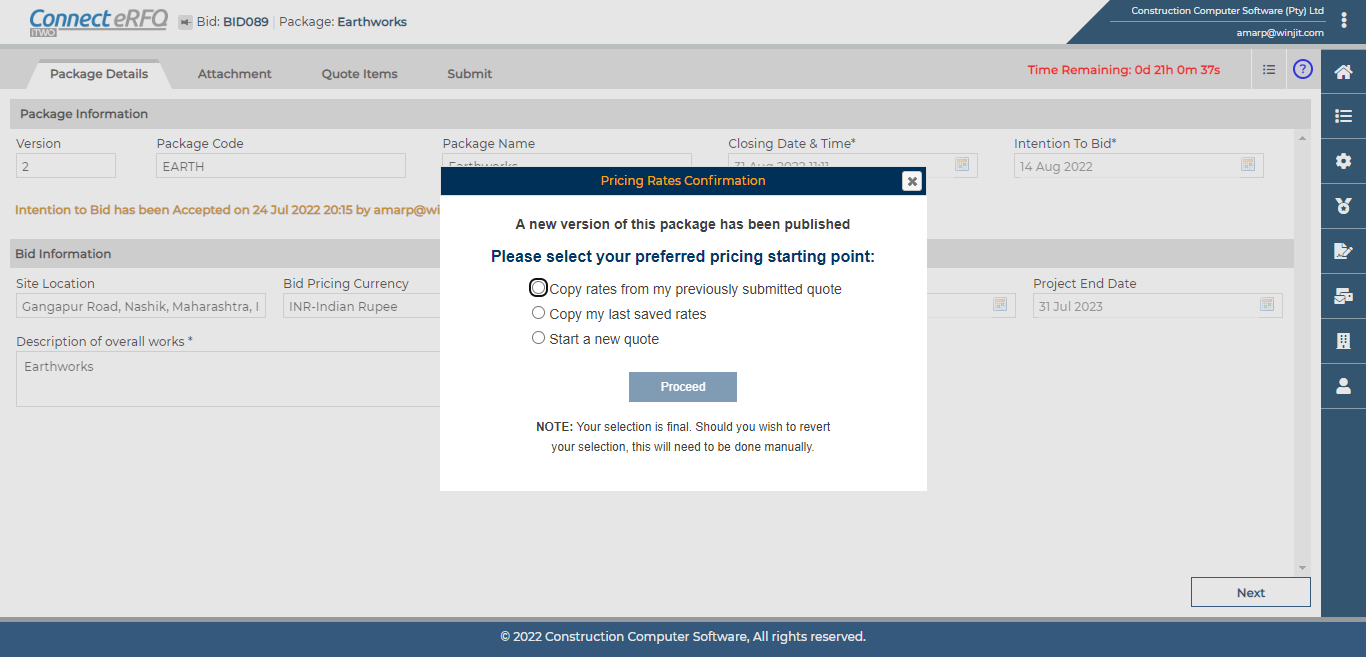 Connect eRFQ
iTWO
Bid: BID089 | Package: Earthworks
Construction Computer Software (Pty) Ltd
amarp@winjit.com
Package Details
Attachment
Quote Items
Submit
Time Remaining: 0d 21h 0m 37s
?
Package Information
Version
Package Code
Package Name
Closing Date & Time*
Intention To Bid*
2
EARTH
Earthworks
31 Aug 2022 11:11
14 Aug 2022
Intention to Bid has been Accepted on 24 Jul 2022 20:15 by amarp@wi
Pricing Rates Confirmation
A new version of this package has been published
Please select your preferred pricing starting point:
Copy rates from my previously submitted quote
Copy my last saved rates
Start a new quote
Proceed
NOTE: Your selection is final. Should you wish to revert
your selection, this will need to be done manually.
Bid Information
Site Location
Bid Pricing Currency
Project End Date
Gangapur Road, Nashik, Maharashtra, I
INR-Indian Rupee
31 Jul 2023
Description of overall works *
Earthworks
Next
© 2022 Construction Computer Software, All rights reserved.